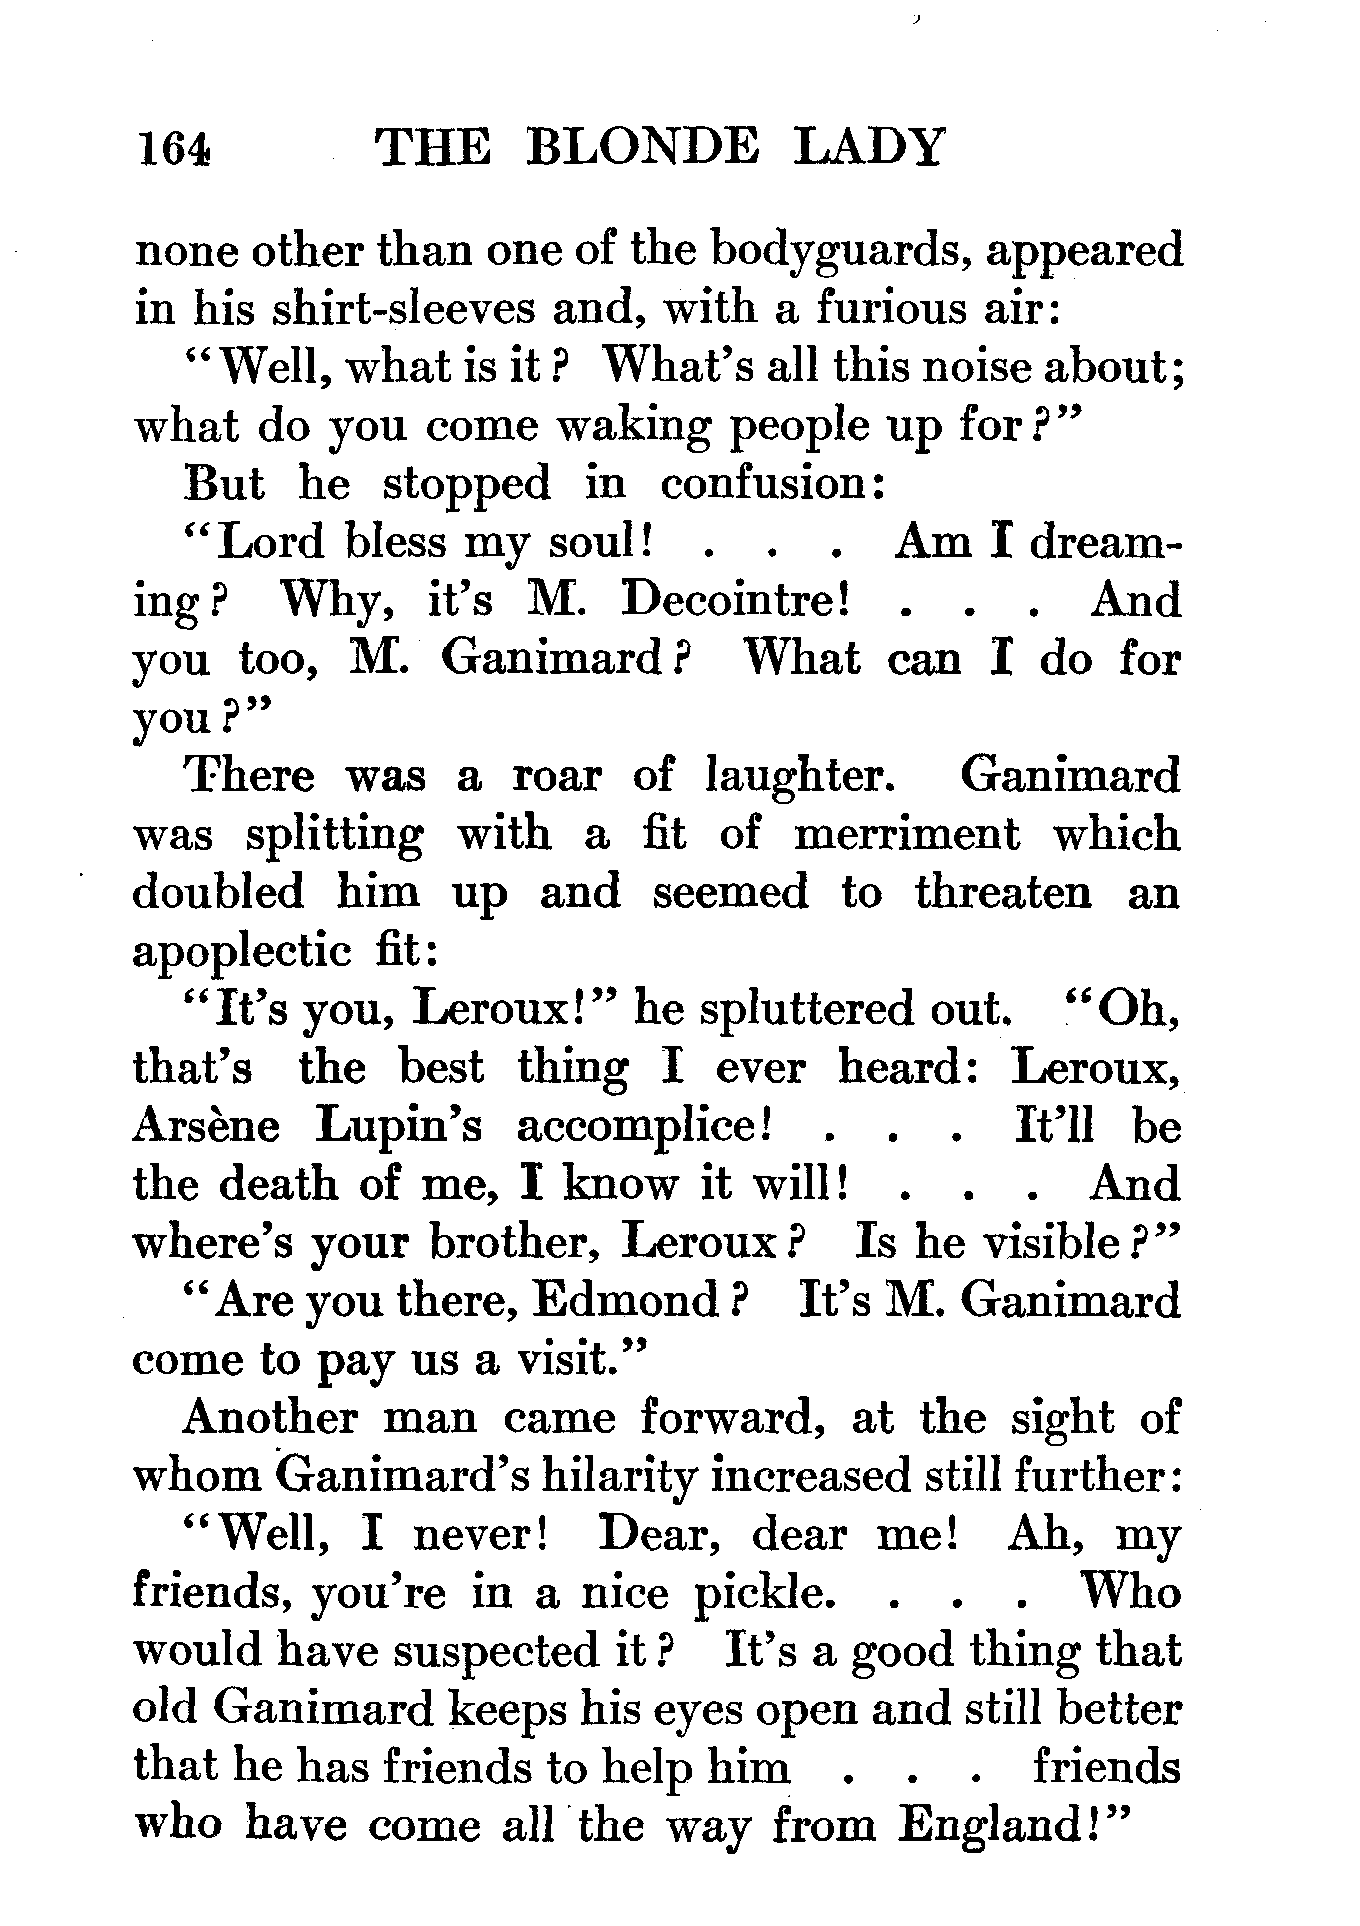 164 THE BLONDE LADY
none other than one of the bodyguards, appeared
in his shirt-sleeves and, with a furious air:
"Well, what is it? What's all this noise about;
what do you come waking people up for?"
But he stopped in confusion:
"Lord bless my soul! . . . Am I dream-
ing? Why, it's M. Decointre! . . . And
you too, M. Ganimard? What can I do for
you?"
There was a roar of laughter. Ganimard
was splitting with a fit of merriment which
doubled him up and seemed to threaten an
apoplectic fit:
"It's you, Leroux!" he spluttered out. "Oh,
that's the best thing I ever heard: Leroux,
Arsène Lupin's accomplice! . . . It'll be
the death of me, I know it will! . . . And
where's your brother, Leroux? Is he visible?"
"Are you there, Edmond? It's M. Ganimard
come to pay us a visit."
Another man came forward, at the sight of
whom Ganimard's hilarity increased still further:
"Well, I never! Dear, dear me! Ah, my
friends, you're in a nice pickle. . . . Who
would have suspected it? It's a good thing that
old Ganimard keeps his eyes open and still better
that he has friends to help him . . . friends
who have come all the way from England!"